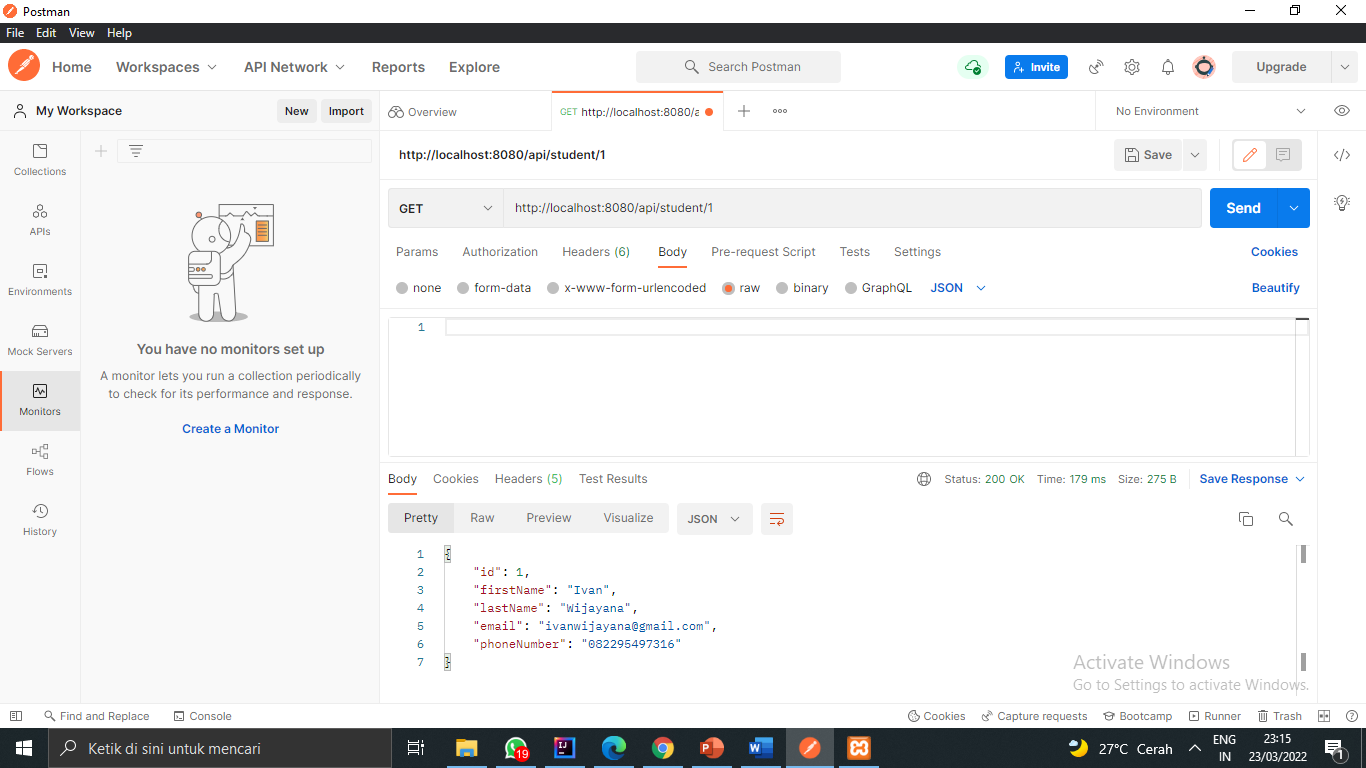 Postman
File Edit View Help
Home Workspaces API Network Reports Explore Search Postman Invite Upgrade
My Workspace New Import Overview GET http://localhost:8080/a No Environment
http://localhost:8080/api/student/1 Save
GET http://localhost:8080/api/student/1 Send
Params Authorization Headers (6) Body Pre-request Script Tests Settings Cookies
none form-data x-www-form-urlencoded raw binary GraphQL JSON Beautify
1
Collections
APIs
Environments
Mock Servers
Monitors
Flows
History
You have no monitors set up
A monitor lets you run a collection periodically
to check for its performance and response.
Create a Monitor
Body Cookies Headers (5) Test Results Status: 200 OK Time: 179 ms Size: 275 B Save Response
Pretty Raw Preview Visualize JSON
1 {
2 "id": 1,
3 "firstName": "Ivan",
4 "lastName": "Wijayana",
5 "email": "ivanwijayana@gmail.com",
6 "phoneNumber": "082295497316"
7 }
Activate Windows
Go to Settings to activate Windows.
Find and Replace Console Cookies Capture requests Bootcamp Runner Trash
Ketik di sini untuk mencari 19 27°C Cerah ENG 23:15
IN 23/03/2022 1